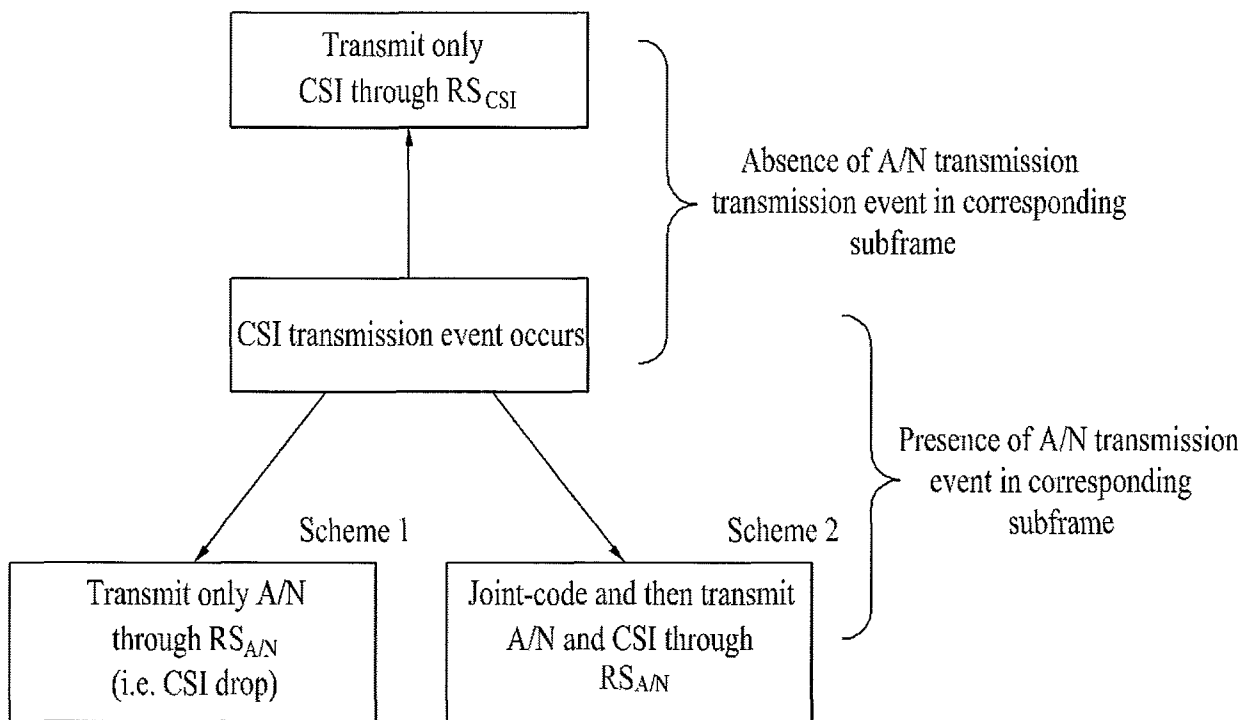 Transmit only
CSI through RS_CSI
Absence of A/N transmission
transmission event in corresponding
subframe
CSI transmission event occurs
Presence of A/N transmission
event in corresponding
subframe
Scheme 1
Scheme 2
Transmit only A/N
through RS_A/N
(i.e. CSI drop)
Joint-code and then transmit
A/N and CSI through
RS_A/N